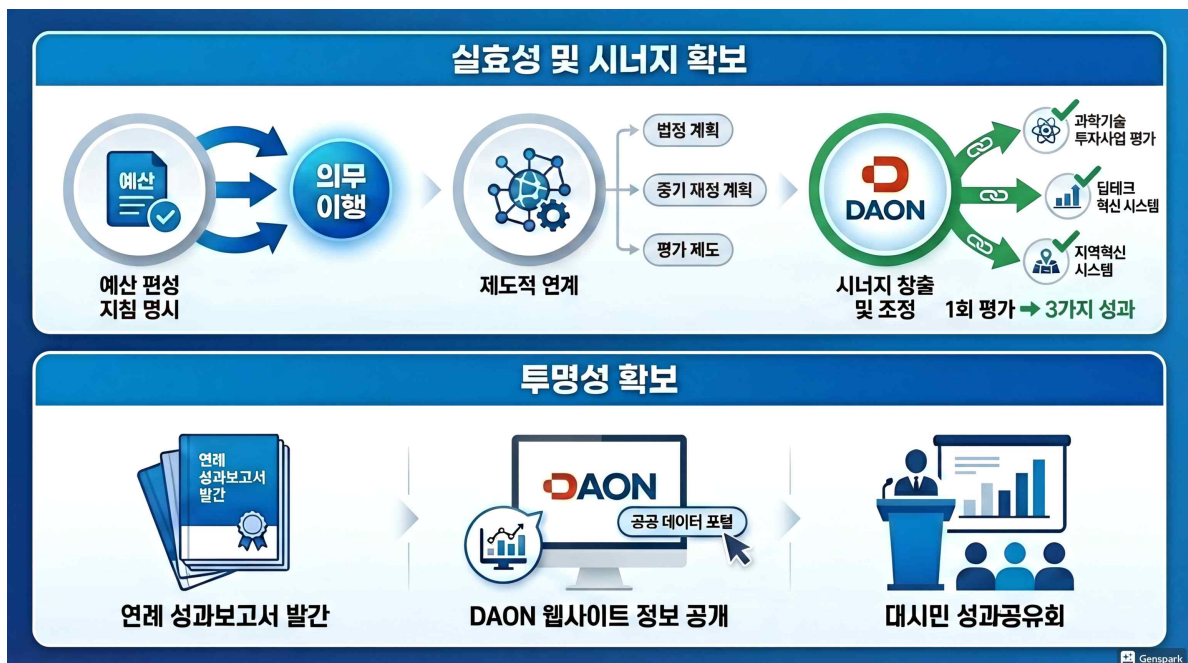 실효성 및 시너지 확보
예산
의무
이행
예산 편성
지침 명시
제도적 연계
법정 계획
중기 재정 계획
평가 제도
DAON
시너지 창출
및 조정
과학기술
투자사업 평가
딥테크
혁신 시스템
지역혁신
시스템
1회 평가 → 3가지 성과
투명성 확보
연례
성과보고서
발간
연례 성과보고서 발간
DAON
공공 데이터 포털
DAON 웹사이트 정보 공개
대시민 성과공유회
Genspark